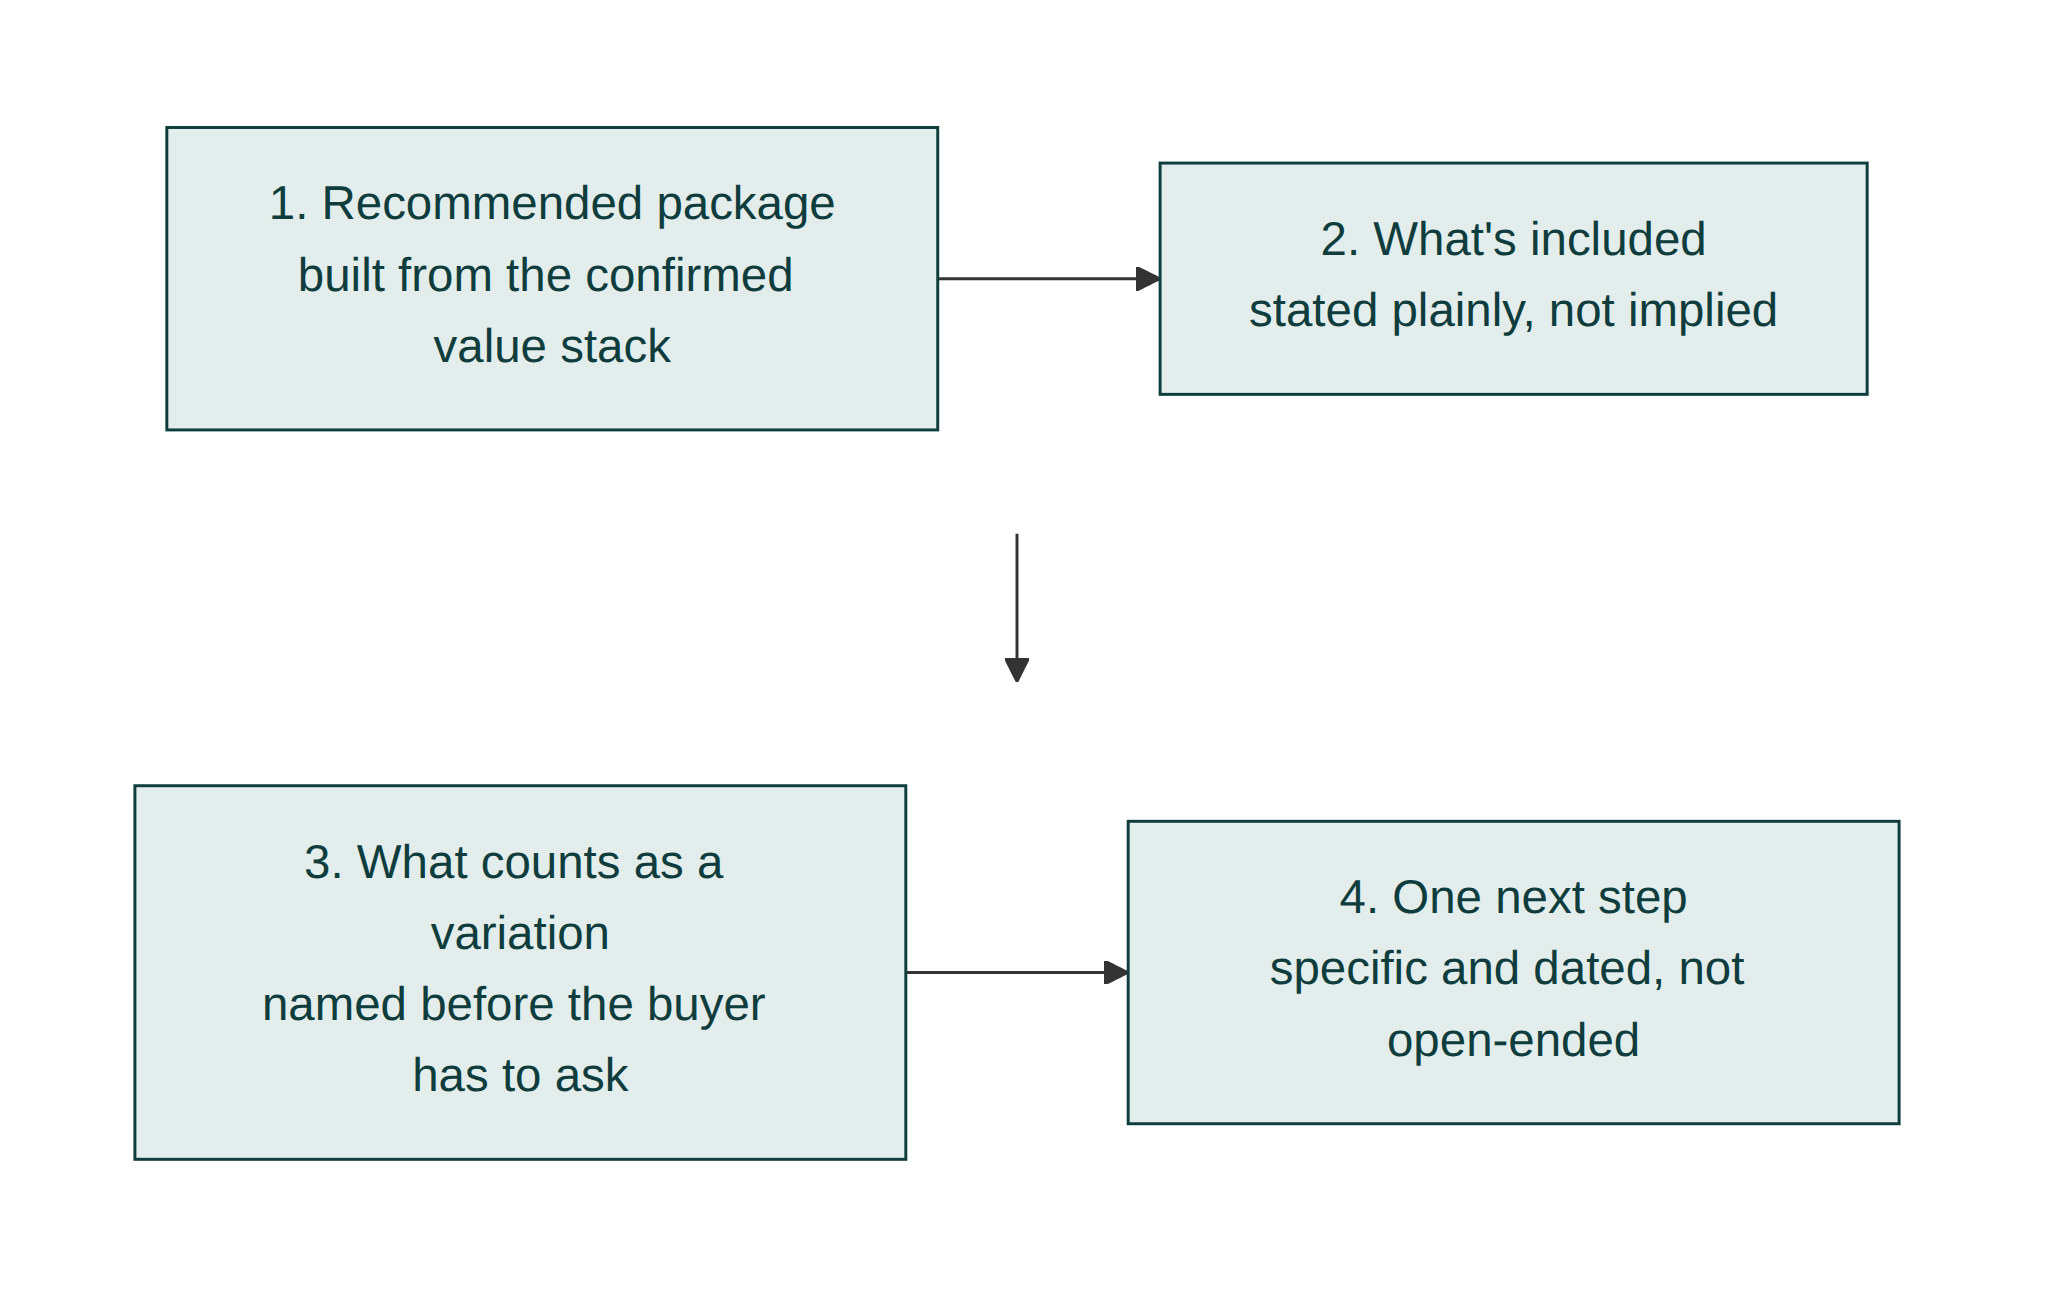 1. Recommended package
built from the confirmed
value stack
2. What's included
stated plainly, not implied
3. What counts as a
variation
named before the buyer
has to ask
4. One next step
specific and dated, not
open-ended